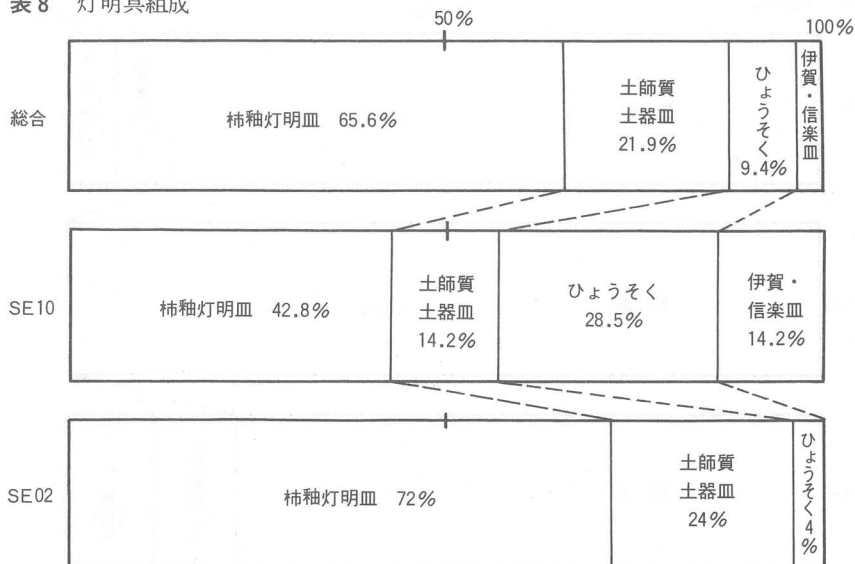 表8 灯明具組成
50%
100%
総合
柿釉灯明皿 65.6%
土師質
土器皿
21.9%
ひょうそく
9.4%
伊賀・信楽皿
SE10
柿釉灯明皿 42.8%
土師質
土器皿
14.2%
ひょうそく
28.5%
伊賀・
信楽皿
14.2%
SE02
柿釉灯明皿 72%
土師質
土器皿
24%
ひょうそく4
%